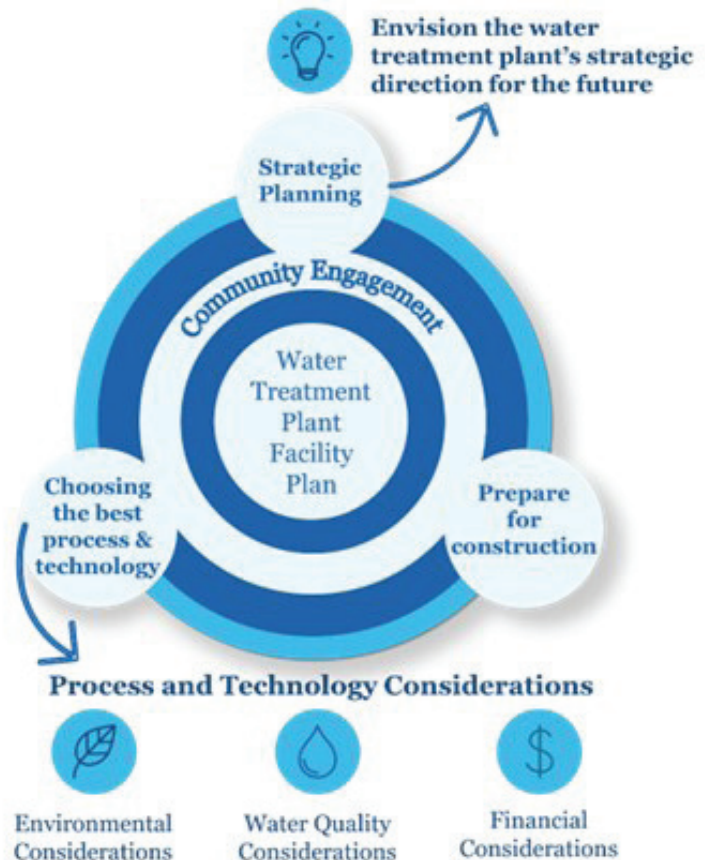 Envision the water
treatment plant's strategic
direction for the future
Strategic
Planning
Community Engagement
Water
Treatment
Plant
Facility
Plan
Choosing
the best
process &
technology
Prepare
for
construction
Process and Technology Considerations
Environmental
Considerations
Water Quality
Considerations
$
Financial
Considerations